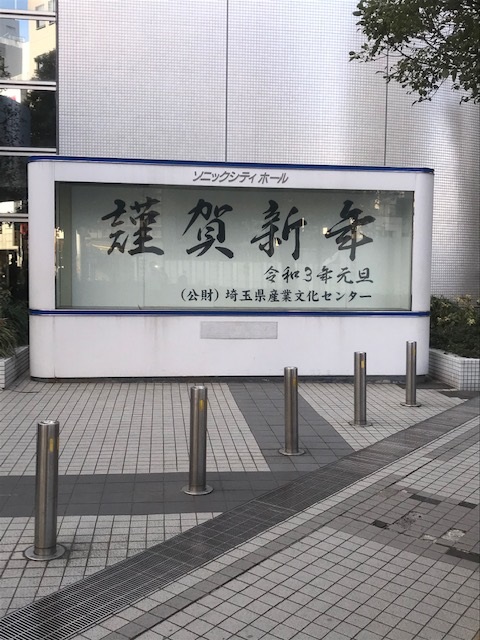 ソニックシティホール
謹賀新年
令和3年元旦
（公財）埼玉県産業文化センター